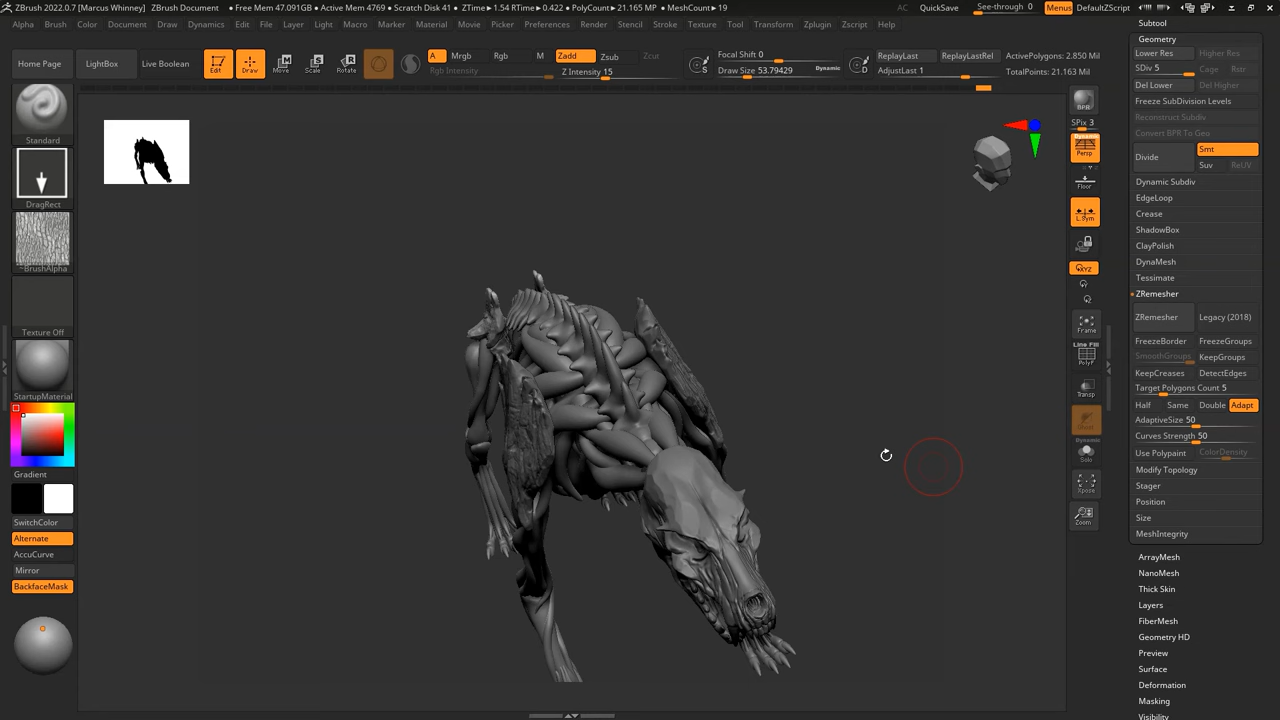 ZBrush 2022.0.7 [Marcus Whinney] ZBrush Document ● Free Mem 47.091GB ● Active Mem 4769 ● Scratch Disk 41 ● ZTime►1.54 RTime►0.422 ● PolyCount►21.165 MP ● MeshCount►19 AC QuickSave See-through 0 Menus DefaultZScript
Alpha Brush Color Document Draw Dynamics Edit File Layer Light Macro Marker Material Movie Picker Preferences Render Stencil Stroke Texture Tool Transform Zplugin Zscript Help
Home Page LightBox Live Boolean Edit Draw Move Scale Rotate
A Mrgb Rgb M Zadd Zsub Zcut
Rgb Intensity Z Intensity 15
Focal Shift 0
Draw Size 53.79429 Dynamic
S D
ReplayLast ReplayLastRel
AdjustLast 1
ActivePolygons: 2.850 Mil
TotalPoints: 21.163 Mil
Standard
DragRect
~BrushAlpha
Texture Off
StartupMaterial
Gradient
SwitchColor
Alternate
AccuCurve
Mirror
BackfaceMask
BPR
SPix 3
Dynamic
Persp
Floor
L.Sym
XYZ
Frame
Line Fill
PolyF
Transp
Ghost
Dynamic
Solo
Xpose
Zoom
Subtool
Geometry
Lower Res Higher Res
SDiv 5 Cage Rstr
Del Lower Del Higher
Freeze SubDivision Levels
Reconstruct Subdiv
Convert BPR To Geo
Divide Smt
Suv ReUV
Dynamic Subdiv
EdgeLoop
Crease
ShadowBox
ClayPolish
DynaMesh
Tessimate
ZRemesher
ZRemesher Legacy (2018)
FreezeBorder FreezeGroups
SmoothGroups KeepGroups
KeepCreases DetectEdges
Target Polygons Count 5
Half Same Double Adapt
AdaptiveSize 50
Curves Strength 50
Use Polypaint ColorDensity
Modify Topology
Stager
Position
Size
MeshIntegrity
ArrayMesh
NanoMesh
Thick Skin
Layers
FiberMesh
Geometry HD
Preview
Surface
Deformation
Masking
Visibility